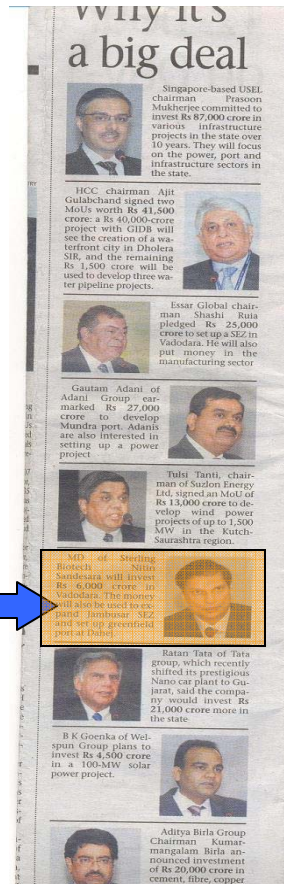 Why it's
a big deal
Singapore-based USEL
chairman Prasoon
Mukherjee committed to
invest Rs 87,000 crore in
various infrastructure
projects in the state over
10 years. They will focus
on the power, port and
infrastructure sectors in
the state.
HCC chairman Ajit
Gulabchand signed two
MoUs worth Rs 41,500
crore: a Rs 40,000-crore
project with GIDB will
see the creation of a wa-
terfront city in Dholera
SIR, and the remaining
Rs 1,500 crore will be
used to develop three wa-
ter pipeline projects.
Essar Global chair-
man Shashi Ruia
pledged Rs 25,000
crore to set up a SEZ in
Vadodara. He will also
put money in the
manufacturing sector
Gautam Adani of
Adani Group ear-
marked Rs 27,000
crore to develop
Mundra port. Adanis
are also interested in
setting up a power
project
Tulsi Tanti, chair-
man of Suzlon Energy
Ltd, signed an MoU of
Rs 13,000 crore to de-
velop wind power
projects of up to 1,500
MW in the Kutch-
Saurashtra region.
MD of Sterling
Biotech Nitin
Sandesara will invest
Rs 6,000 crore in
Vadodara. The money
will also be used to ex-
pand Jambusar SEZ
and set up greenfield
port at Dahej
Ratan Tata of Tata
group, which recently
shifted its prestigious
Nano car plant to Gu-
jarat, said the compa-
ny would invest Rs
21,000 crore more in
the state
B K Goenka of Wel-
spun Group plans to
invest Rs 4,500 crore
in a 100-MW solar
power project.
Aditya Birla Group
Chairman Kumar-
mangalam Birla an-
nounced investment
of Rs 20,000 crore in
cement, fibre, copper